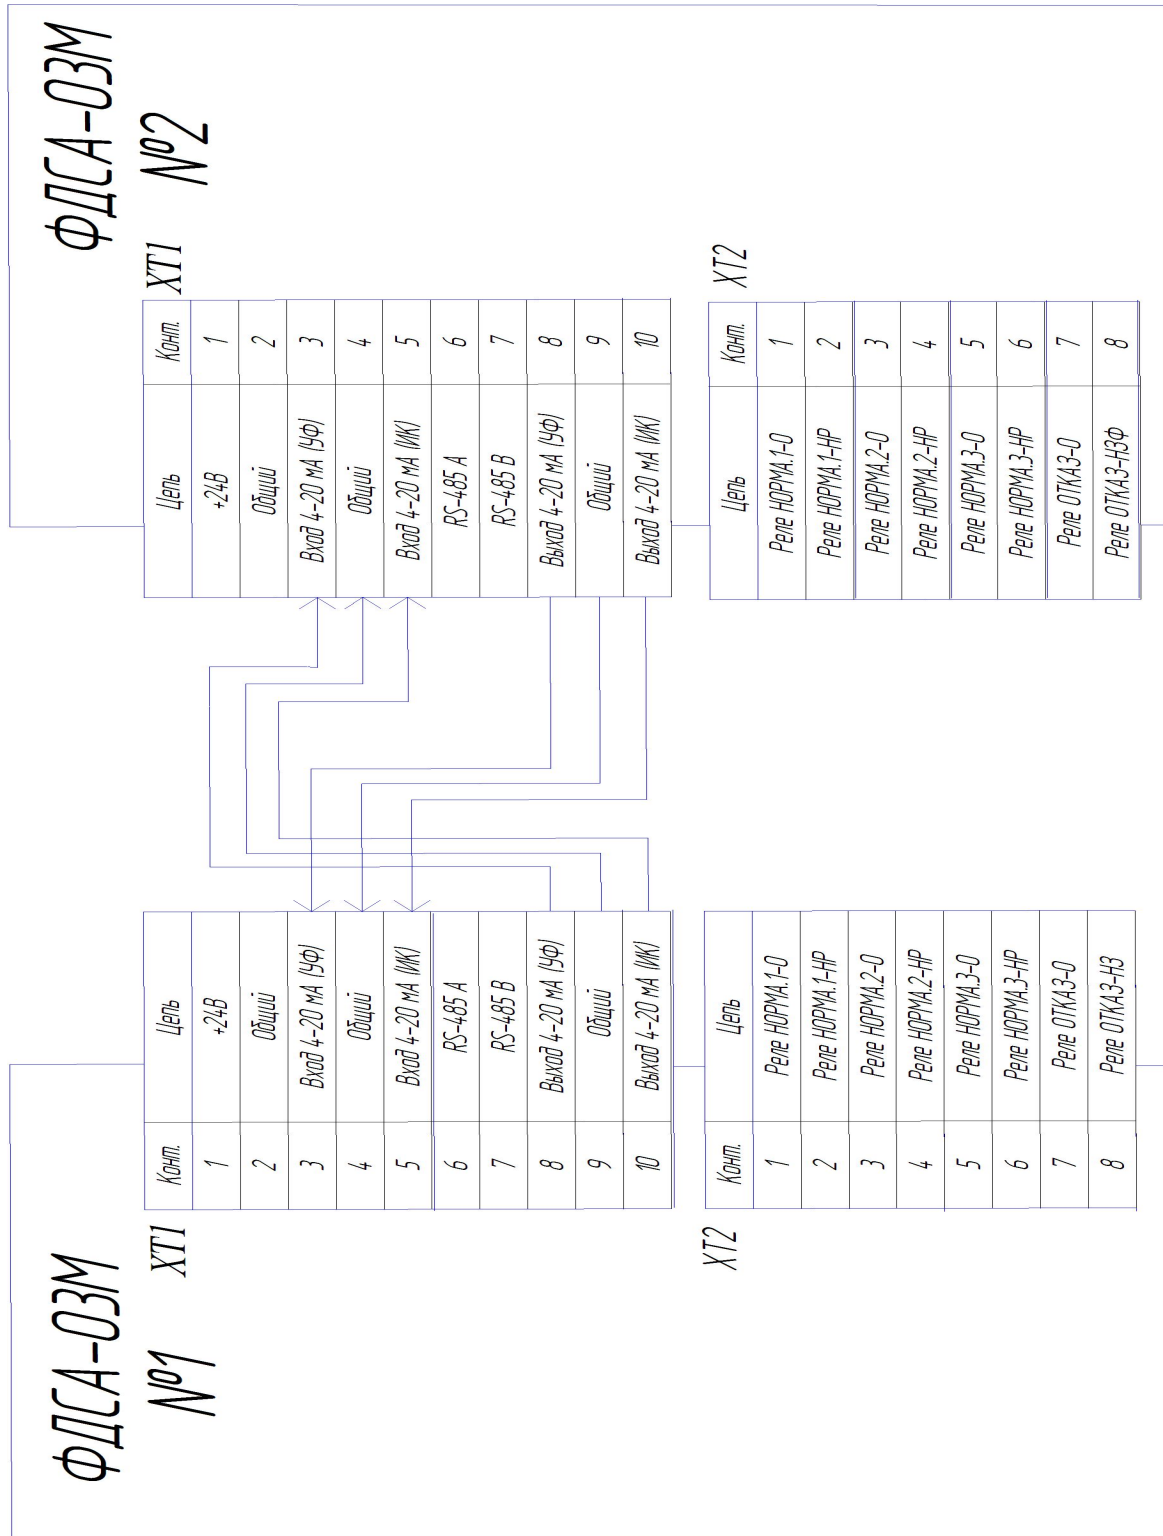 ФДСА-03М
№1
XT1
Конт. Цепь
1 +24В
2 Общий
3 Вход 4-20 мА (УФ)
4 Общий
5 Вход 4-20 мА (ИК)
6 RS-485 A
7 RS-485 B
8 Выход 4-20 мА (УФ)
9 Общий
10 Выход 4-20 мА (ИК)
XT2
Конт. Цепь
1 Реле НОРМА.1-О
2 Реле НОРМА.1-НР
3 Реле НОРМА.2-О
4 Реле НОРМА.2-НР
5 Реле НОРМА.3-О
6 Реле НОРМА.3-НР
7 Реле ОТКАЗ-О
8 Реле ОТКАЗ-НЗ
ФДСА-03М
№2
XT1
Цепь Конт.
+24В 1
Общий 2
Вход 4-20 мА (УФ) 3
Общий 4
Вход 4-20 мА (ИК) 5
RS-485 A 6
RS-485 B 7
Выход 4-20 мА (УФ) 8
Общий 9
Выход 4-20 мА (ИК) 10
XT2
Цепь Конт.
Реле НОРМА.1-О 1
Реле НОРМА.1-НР 2
Реле НОРМА.2-О 3
Реле НОРМА.2-НР 4
Реле НОРМА.3-О 5
Реле НОРМА.3-НР 6
Реле ОТКАЗ-О 7
Реле ОТКАЗ-НЗФ 8